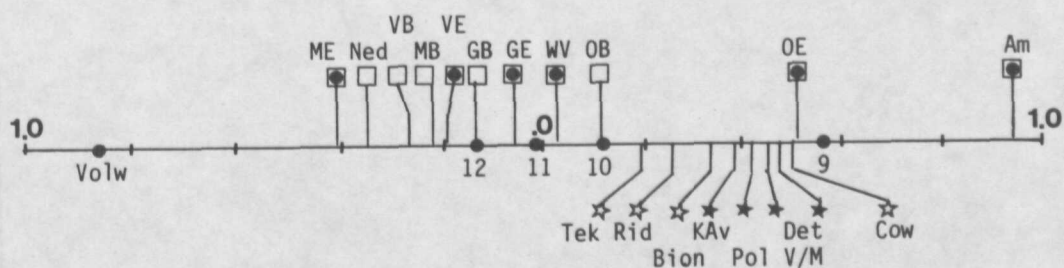 VB VE
ME Ned MB GB GE WV OB OE Am
1.0 .0 1.0
Volw 12 11 10 9
Tek Rid KAv Det Cow
Bion Pol V/M